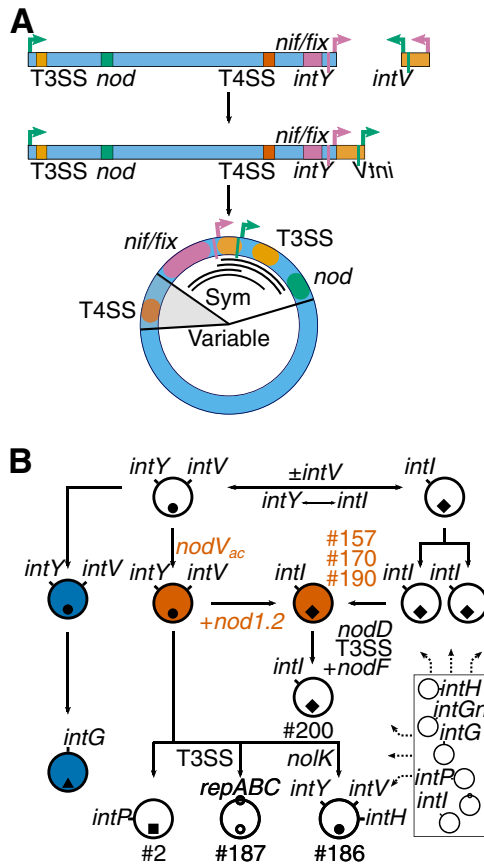 A
nif/fix
T3SS nod T4SS intY intV
nif/fix
T3SS nod T4SS intY intV
nif/fix T3SS
nod
Sym
T4SS
Variable
B
intY intV ±intV intI
intY intI
#157
intY intV nodVac #170
intY intV intI #190 intI intI
+nod1.2 nodD
T3SS
intI +nodF
intH
intGn
#200 intG
intG T3SS nolK
repABC intY intV intP
intP intH intI
#2 #187 #186